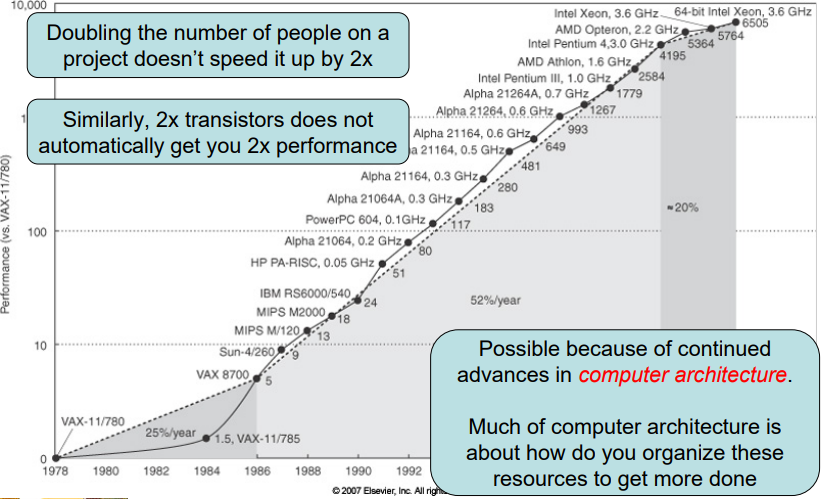 10,000
Doubling the number of people on a
project doesn’t speed it up by 2x
Similarly, 2x transistors does not
automatically get you 2x performance
Intel Xeon, 3.6 GHz
64-bit Intel Xeon, 3.6 GHz
6505
AMD Opteron, 2.2 GHz
5764
Intel Pentium 4,3.0 GHz
5364
4195
AMD Athlon, 1.6 GHz
2584
Intel Pentium III, 1.0 GHz
1779
Alpha 21264A, 0.7 GHz
1267
Alpha 21264, 0.6 GHz
993
Alpha 21164, 0.6 GHz
649
21164, 0.5 GHz
481
Alpha 21164, 0.3 GHz
280
Alpha 21064A, 0.3 GHz
183
PowerPC 604, 0.1GHz
117
Alpha 21064, 0.2 GHz
80
HP PA-RISC, 0.05 GHz
51
IBM RS6000/540
24
MIPS M2000
18
MIPS M/120
13
Sun-4/260
9
VAX 8700
5
VAX-11/780
25%/year
1.5, VAX-11/785
52%/year
≈20%
Performance (vs. VAX-11/780)
100
10
0
1978
1980
1982
1984
1986
1988
1990
1992
Possible because of continued
advances in computer architecture.
Much of computer architecture is
about how do you organize these
resources to get more done
© 2007 Elsevier, Inc. All